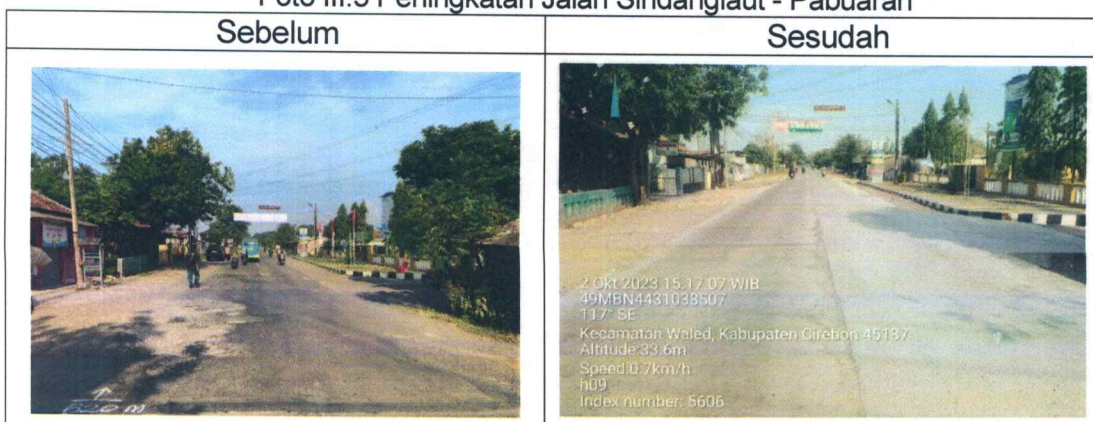 Foto III.5 Peningkatan Jalan Sindanglaut - Pabuaran
Sebelum
Sesudah
620 m
2 Okt 2023 15.17.07 WIB
49MBN4431038507
117° SE
Kecamatan Waled, Kabupaten Cirebon 45187
Altitude:33.6m
Speed:0.7km/h
h09
Index number: 5606